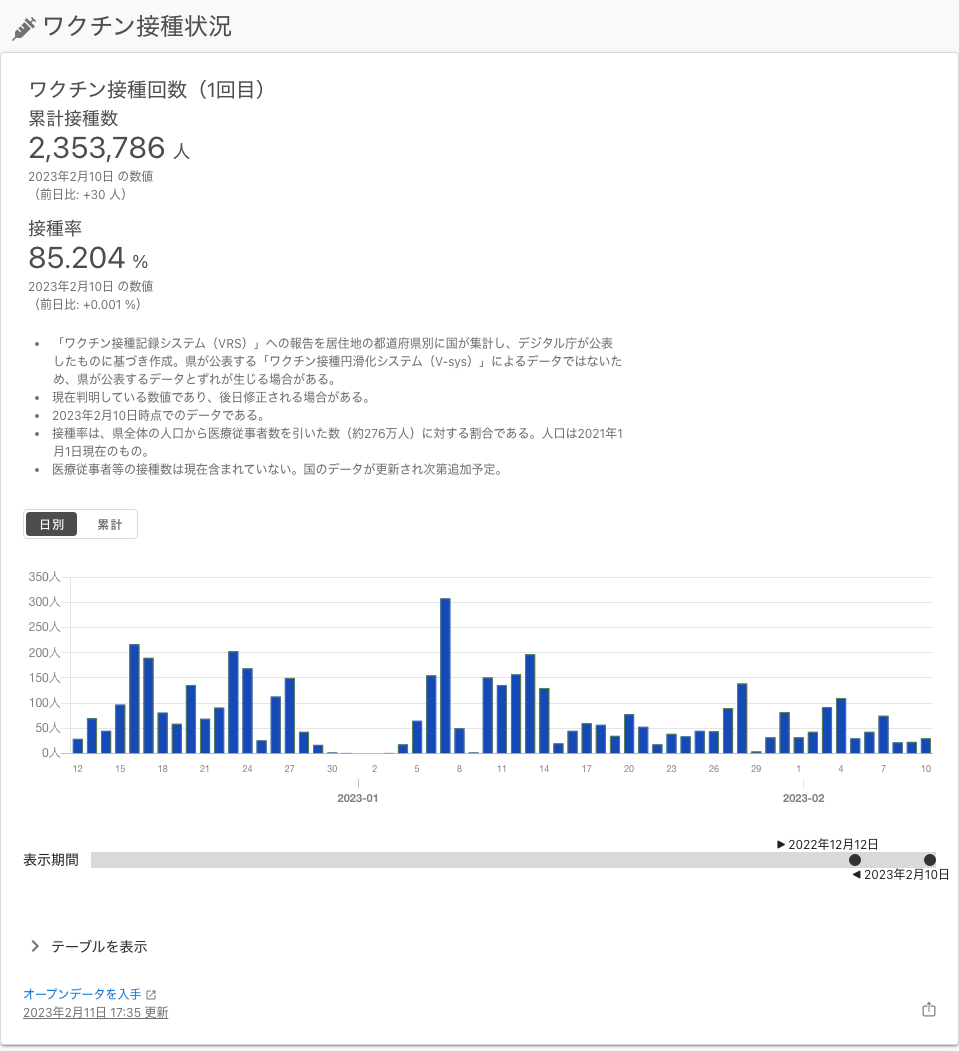 ワクチン接種状況
ワクチン接種回数（1回目）
累計接種数
2,353,786 人
2023年2月10日 の数値
（前日比: +30 人）
接種率
85.204 %
2023年2月10日 の数値
（前日比: +0.001 %）
• 「ワクチン接種記録システム（VRS）」への報告を居住地の都道府県別に国が集計し、デジタル庁が公表
したものに基づき作成。県が公表する「ワクチン接種円滑化システム（V-sys）」によるデータではないた
め、県が公表するデータとずれが生じる場合がある。
• 現在判明している数値であり、後日修正される場合がある。
• 2023年2月10日時点でのデータである。
• 接種率は、県全体の人口から医療従事者数を引いた数（約276万人）に対する割合である。人口は2021年1
月1日現在のもの。
• 医療従事者等の接種数は現在含まれていない。国のデータが更新され次第追加予定。
日別 累計
350人
300人
250人
200人
150人
100人
50人
0人
12 15 18 21 24 27 30 2 5 8 11 14 17 20 23 26 29 1 4 7 10
2023-01 2023-02
▶ 2022年12月12日
表示期間
◀ 2023年2月10日
テーブルを表示
オープンデータを入手
2023年2月11日 17:35 更新